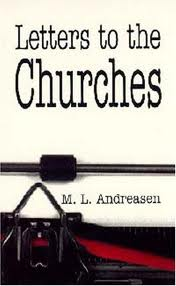 Letters to the
Churches
M. L. Andreasen